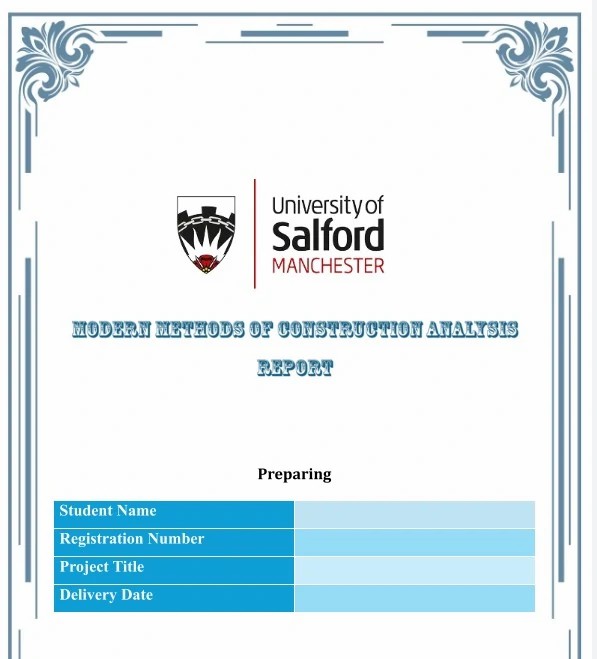 University of
Salford
MANCHESTER
MODERN METHODS OF CONSTRUCTION ANALYSIS
REPORT
Preparing
Student Name
Registration Number
Project Title
Delivery Date